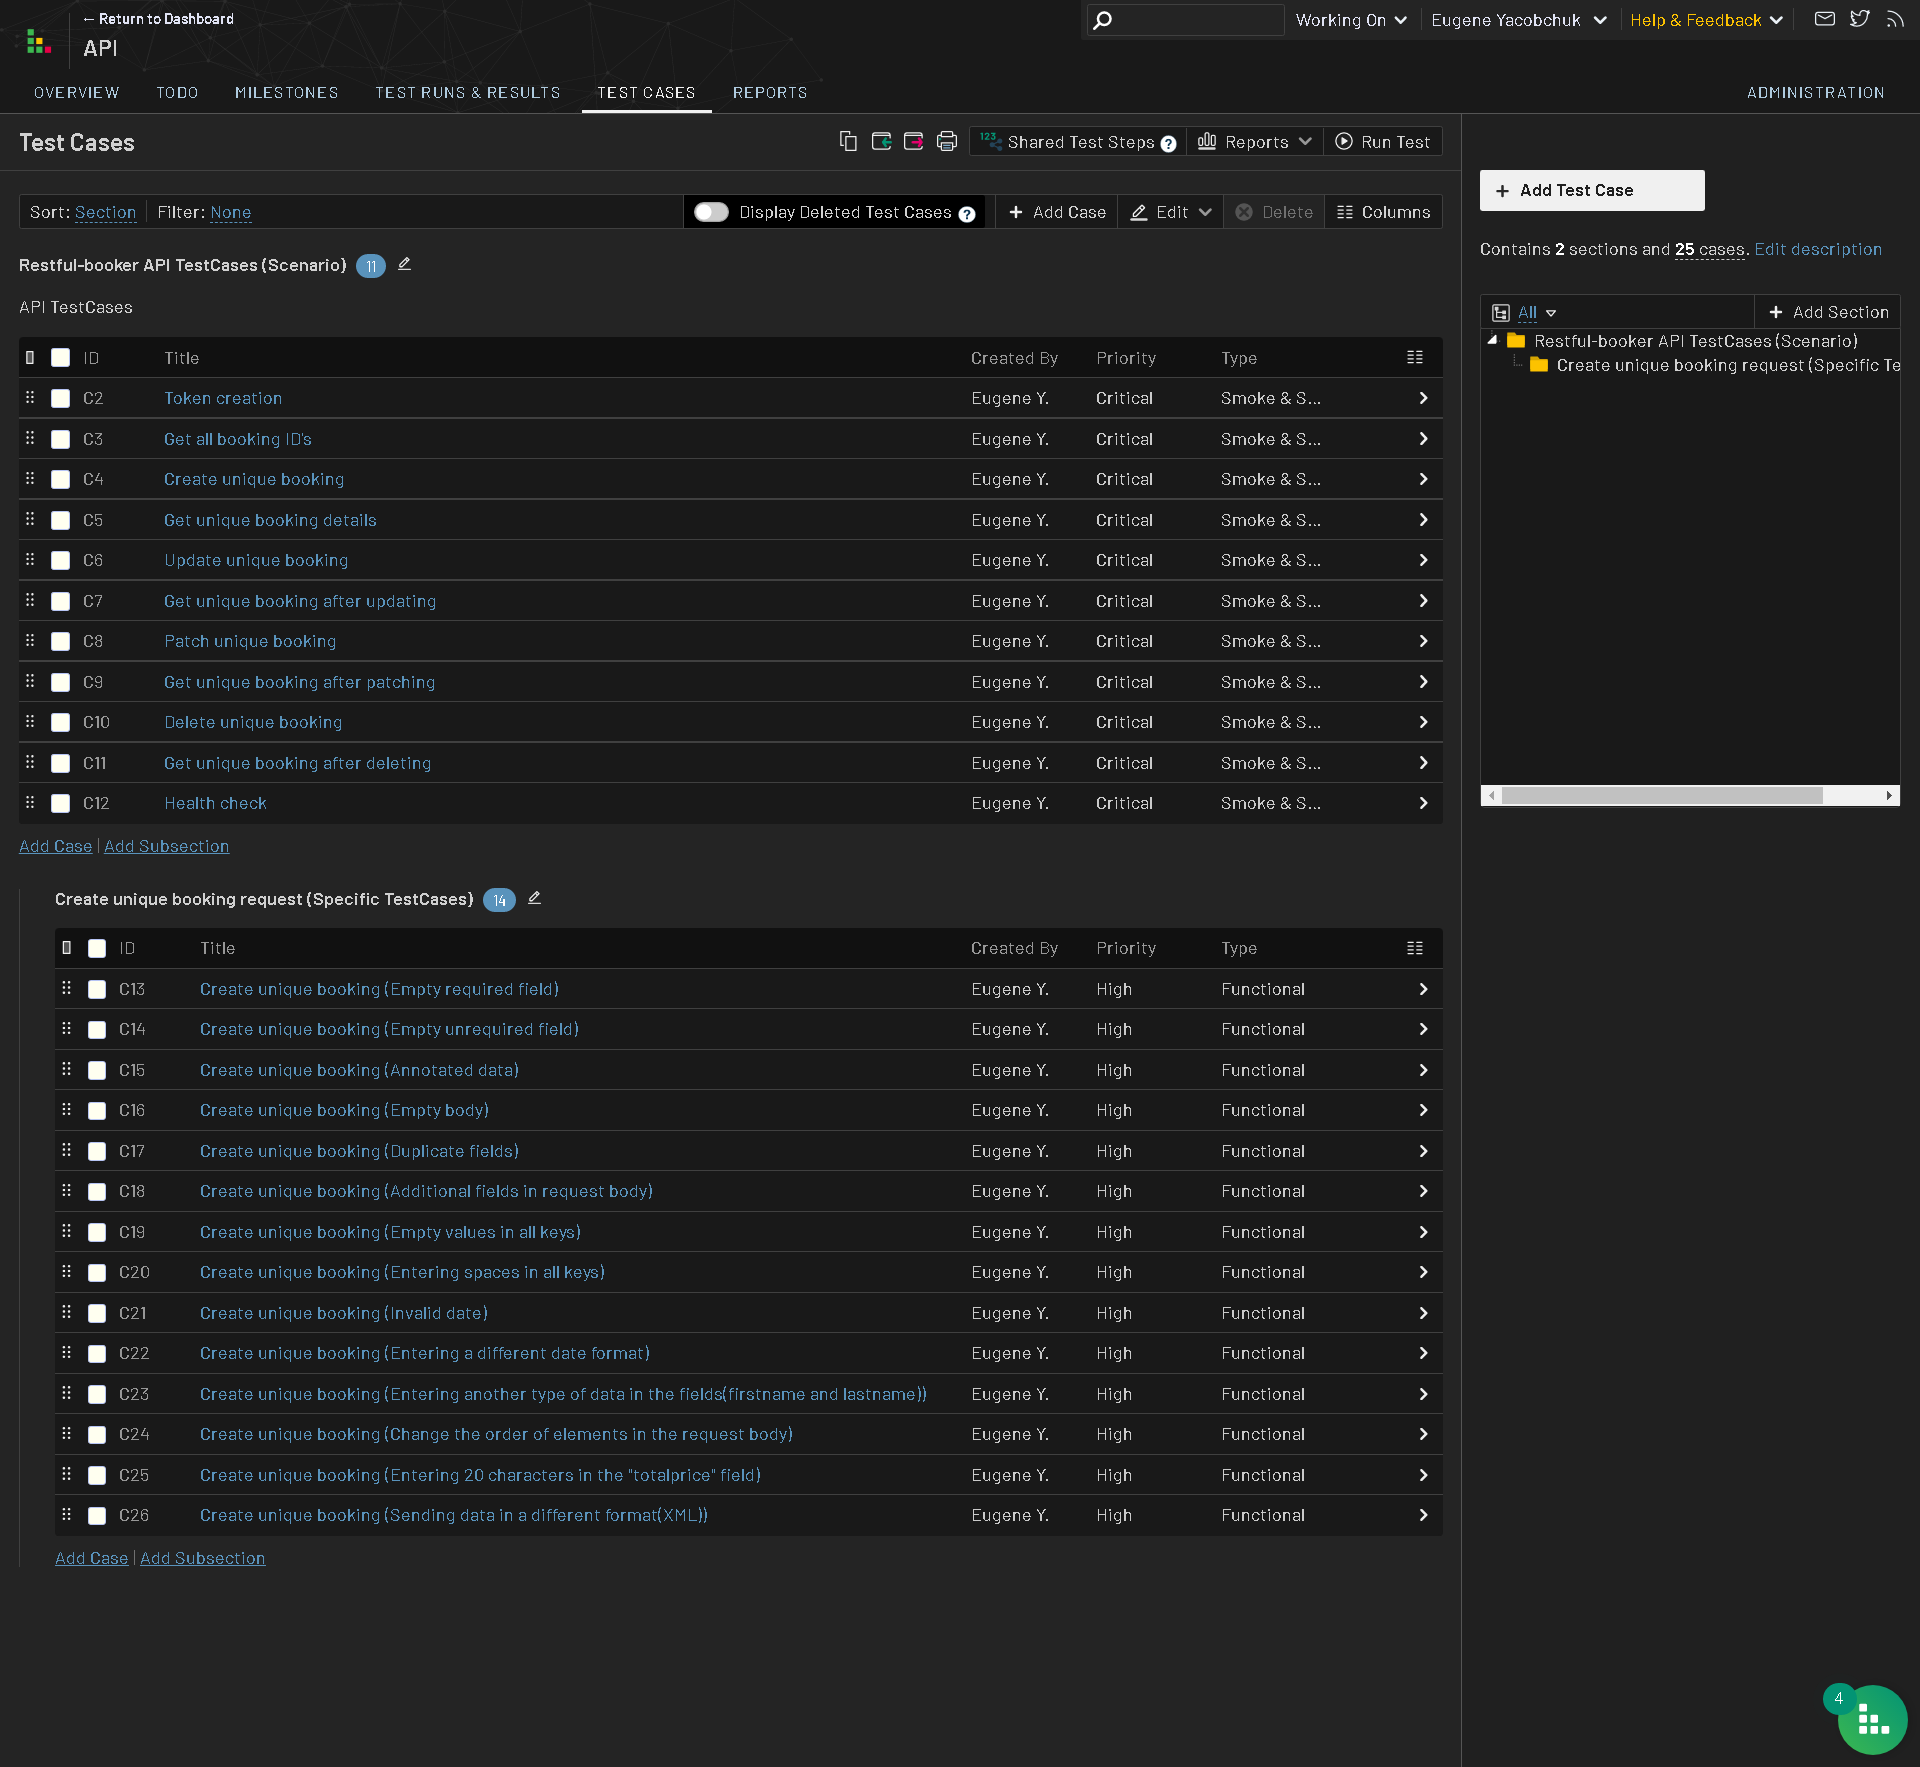 ← Return to Dashboard
API
Working On
Eugene Yacobchuk
Help & Feedback
OVERVIEW TODO MILESTONES TEST RUNS & RESULTS TEST CASES REPORTS ADMINISTRATION
Test Cases
123 Shared Test Steps ? Reports Run Test
Sort: Section Filter: None Display Deleted Test Cases ? + Add Case Edit Delete Columns
Restful-booker API TestCases (Scenario) 11
API TestCases
ID Title Created By Priority Type
C2 Token creation Eugene Y. Critical Smoke & S...
C3 Get all booking ID's Eugene Y. Critical Smoke & S...
C4 Create unique booking Eugene Y. Critical Smoke & S...
C5 Get unique booking details Eugene Y. Critical Smoke & S...
C6 Update unique booking Eugene Y. Critical Smoke & S...
C7 Get unique booking after updating Eugene Y. Critical Smoke & S...
C8 Patch unique booking Eugene Y. Critical Smoke & S...
C9 Get unique booking after patching Eugene Y. Critical Smoke & S...
C10 Delete unique booking Eugene Y. Critical Smoke & S...
C11 Get unique booking after deleting Eugene Y. Critical Smoke & S...
C12 Health check Eugene Y. Critical Smoke & S...
Add Case | Add Subsection
Create unique booking request (Specific TestCases) 14
ID Title Created By Priority Type
C13 Create unique booking (Empty required field) Eugene Y. High Functional
C14 Create unique booking (Empty unrequired field) Eugene Y. High Functional
C15 Create unique booking (Annotated data) Eugene Y. High Functional
C16 Create unique booking (Empty body) Eugene Y. High Functional
C17 Create unique booking (Duplicate fields) Eugene Y. High Functional
C18 Create unique booking (Additional fields in request body) Eugene Y. High Functional
C19 Create unique booking (Empty values in all keys) Eugene Y. High Functional
C20 Create unique booking (Entering spaces in all keys) Eugene Y. High Functional
C21 Create unique booking (Invalid date) Eugene Y. High Functional
C22 Create unique booking (Entering a different date format) Eugene Y. High Functional
C23 Create unique booking (Entering another type of data in the fields(firstname and lastname)) Eugene Y. High Functional
C24 Create unique booking (Change the order of elements in the request body) Eugene Y. High Functional
C25 Create unique booking (Entering 20 characters in the "totalprice" field) Eugene Y. High Functional
C26 Create unique booking (Sending data in a different format(XML)) Eugene Y. High Functional
Add Case | Add Subsection
+ Add Test Case
Contains 2 sections and 25 cases. Edit description
All + Add Section
Restful-booker API TestCases (Scenario)
Create unique booking request (Specific Te
4